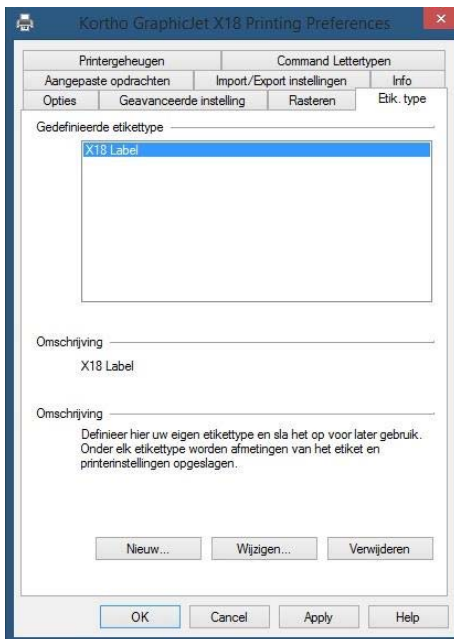 Kortho GraphicJet X18 Printing Preferences
Printergeheugen Command Lettertypen
Aangepaste opdrachten Import/Export instellingen Info
Opties Geavanceerde instelling Rasteren Etik. type
Gedefinieerde etikettype
X18 Label
Omschrijving
X18 Label
Omschrijving
Definieer hier uw eigen etikettype en sla het op voor later gebruik.
Onder elk etikettype worden afmetingen van het etiket en
printerinstellingen opgeslagen.
Nieuw... Wijzigen... Verwijderen
OK Cancel Apply Help